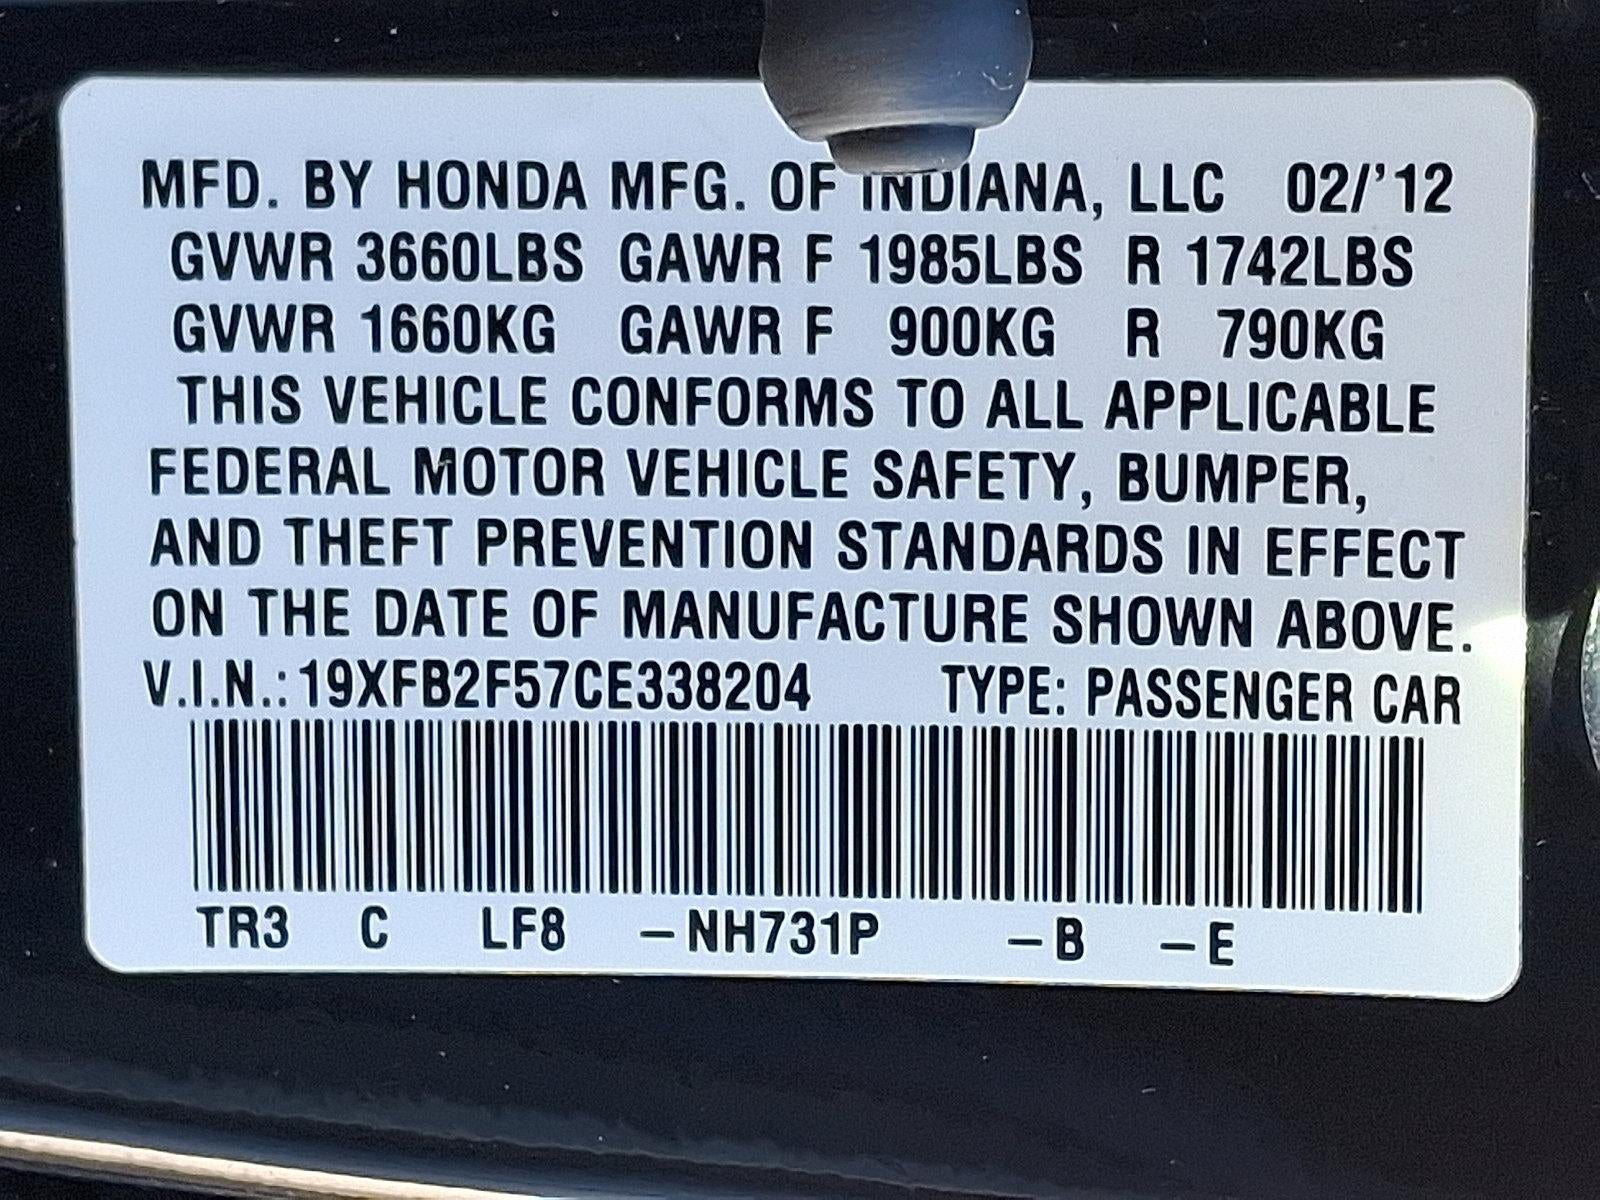 MFD. BY HONDA MFG. OF INDIANA, LLC 02/'12
GVWR 3660LBS GAWR F 1985LBS R 1742LBS
GVWR 1660KG GAWR F 900KG R 790KG
THIS VEHICLE CONFORMS TO ALL APPLICABLE
FEDERAL MOTOR VEHICLE SAFETY, BUMPER,
AND THEFT PREVENTION STANDARDS IN EFFECT
ON THE DATE OF MANUFACTURE SHOWN ABOVE.
V.I.N.: 19XFB2F57CE338204 TYPE: PASSENGER CAR
TR3 C LF8 –NH731P –B –E